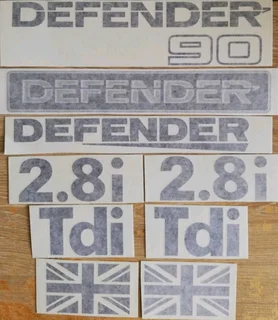 DEFENDER
90
DEFENDER
DEFENDER
2.8i 2.8i
Tdi Tdi